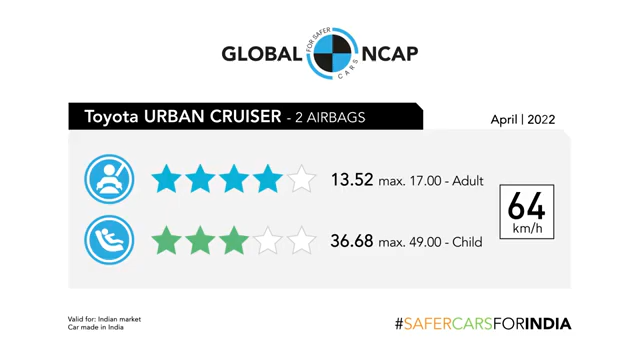 GLOBAL NCAP
FOR SAFER
CARS
Toyota URBAN CRUISER - 2 AIRBAGS
April | 2022
13.52 max. 17.00 - Adult
36.68 max. 49.00 - Child
64
km/h
Valid for: Indian market
Car made in India
#SAFERCARSFORINDIA